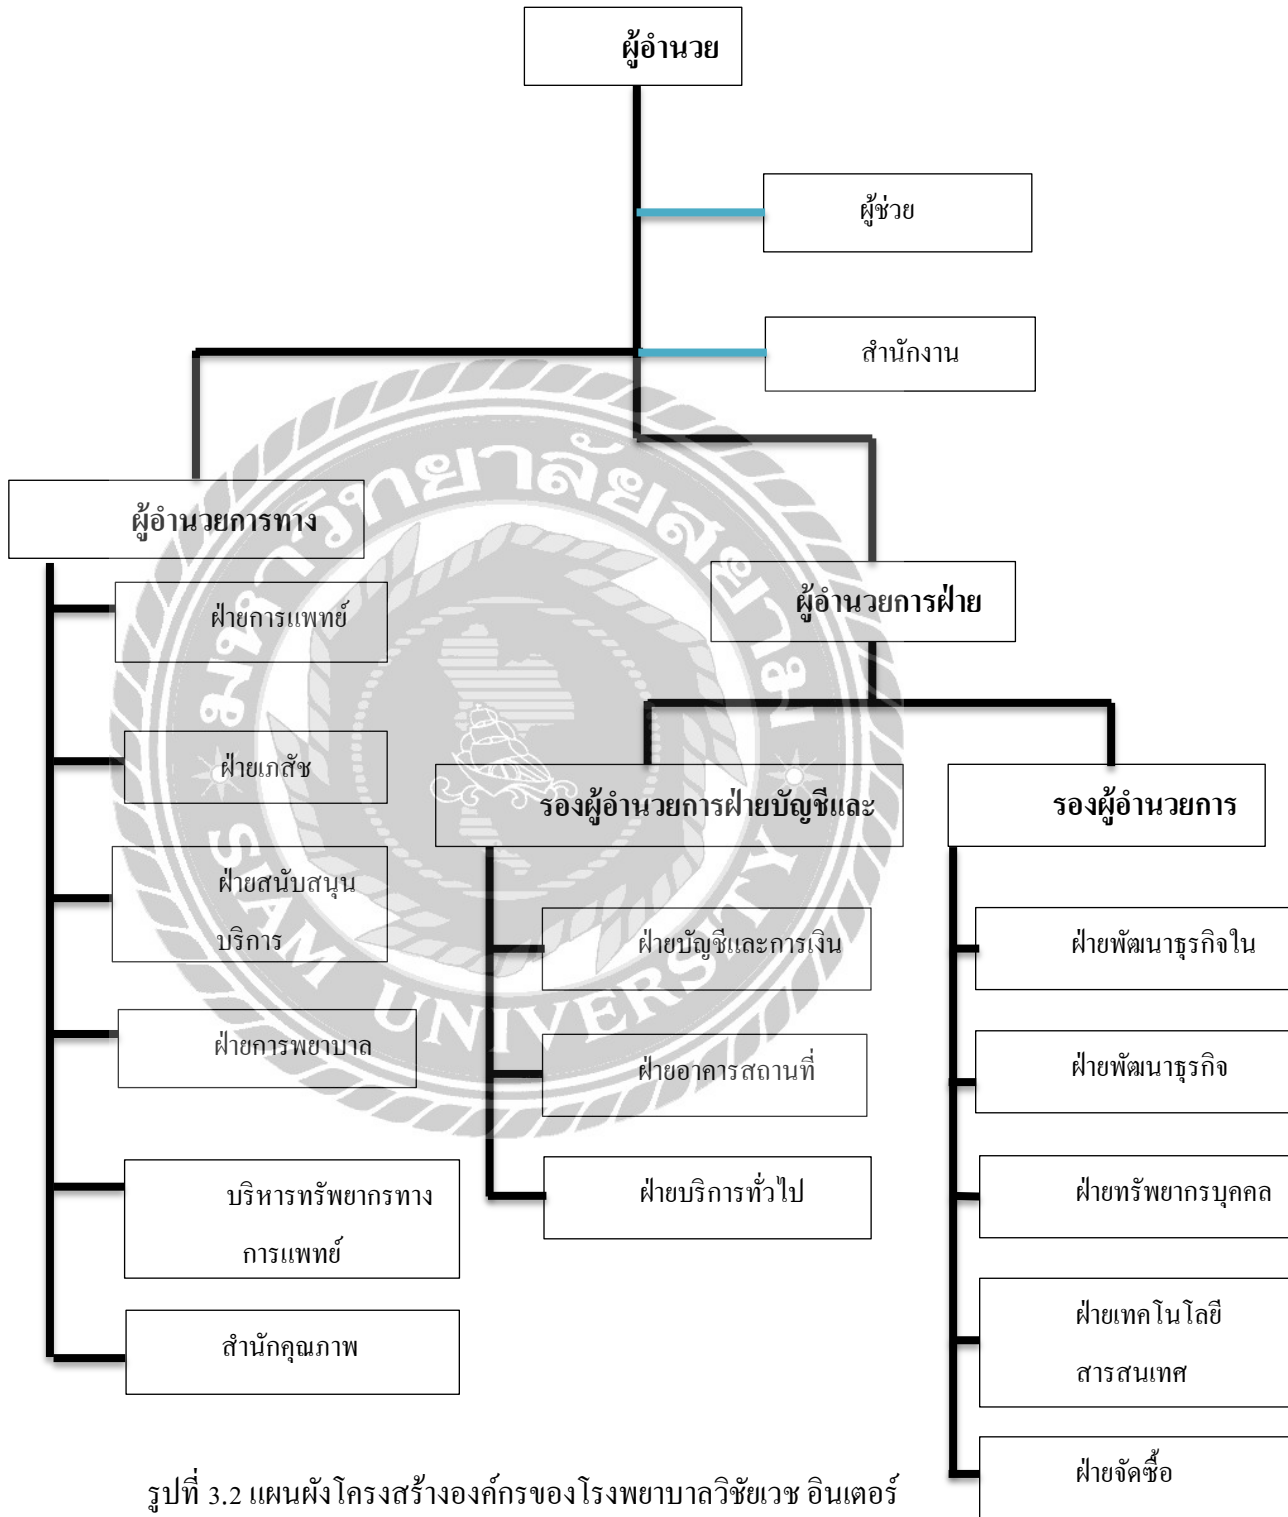 ผู้อำนวย
ผู้ช่วย
สำนักงาน
ผู้อำนวยการทาง
ฝ่ายการแพทย์
ฝ่ายเภสัช
ฝ่ายสนับสนุน
บริการ
ฝ่ายการพยาบาล
บริหารทรัพยากรทาง
การแพทย์
สำนักคุณภาพ
ผู้อำนวยการฝ่าย
รองผู้อำนวยการฝ่ายบัญชีและ
ฝ่ายบัญชีและการเงิน
ฝ่ายอาคารสถานที่
ฝ่ายบริการทั่วไป
รองผู้อำนวยการ
ฝ่ายพัฒนาธุรกิจใน
ฝ่ายพัฒนาธุรกิจ
ฝ่ายทรัพยากรบุคคล
ฝ่ายเทคโนโลยี
สารสนเทศ
ฝ่ายจัดซื้อ
มหาวิทยาลัยสยาม
SIAM UNIVERSITY
รูปที่ 3.2 แผนผังโครงสร้างองค์กรของโรงพยาบาลวิชัยเวช อินเตอร์